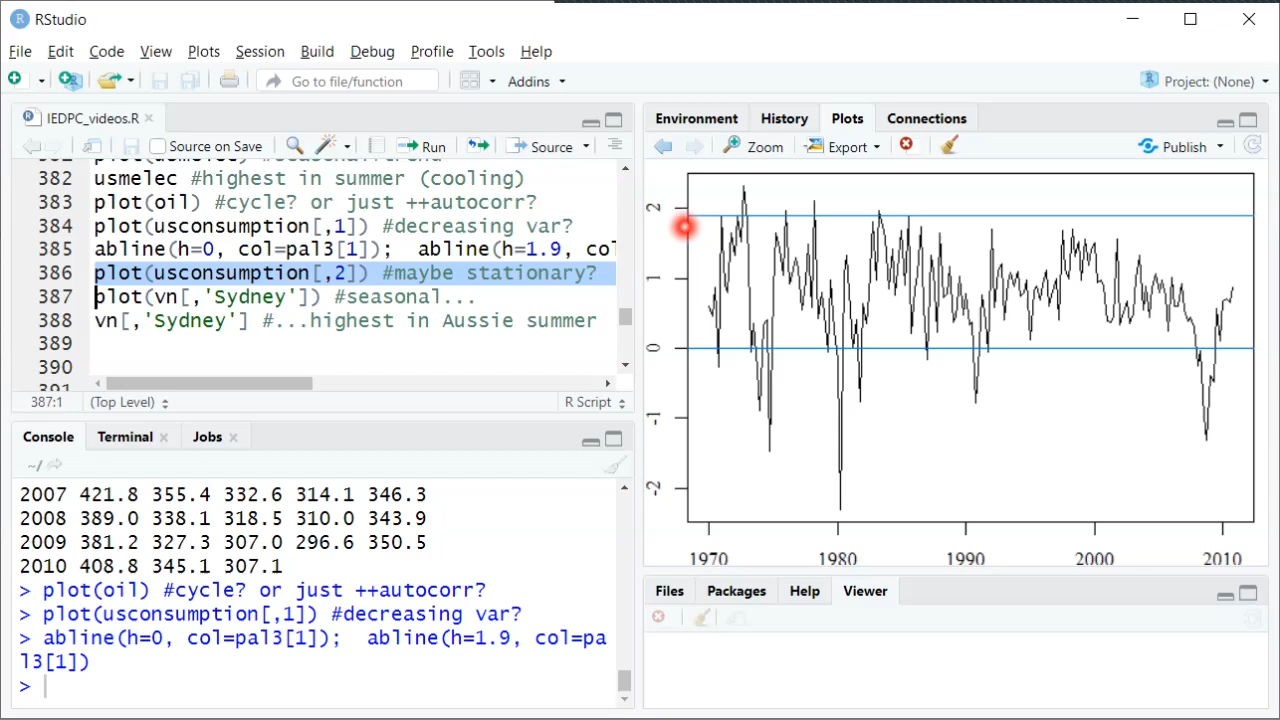 RStudio
File Edit Code View Plots Session Build Debug Profile Tools Help
Go to file/function Addins Project: (None)
IEDPC_videos.R
Source on Save Run Source
382 usmelec #highest in summer (cooling)
383 plot(oil) #cycle? or just ++autocorr?
384 plot(usconsumption[,1]) #decreasing var?
385 abline(h=0, col=pal3[1]); abline(h=1.9, col
386 plot(usconsumption[,2]) #maybe stationary?
387 plot(vn[,'Sydney']) #seasonal...
388 vn[,'Sydney'] #...highest in Aussie summer
389
390
391
387:1 (Top Level) R Script
Console Terminal Jobs
~/
2007 421.8 355.4 332.6 314.1 346.3
2008 389.0 338.1 318.5 310.0 343.9
2009 381.2 327.3 307.0 296.6 350.5
2010 408.8 345.1 307.1
> plot(oil) #cycle? or just ++autocorr?
> plot(usconsumption[,1]) #decreasing var?
> abline(h=0, col=pal3[1]); abline(h=1.9, col=pa
l3[1])
>
Environment History Plots Connections
Zoom Export Publish
2
1
0
-1
-2
1970 1980 1990 2000 2010
Files Packages Help Viewer